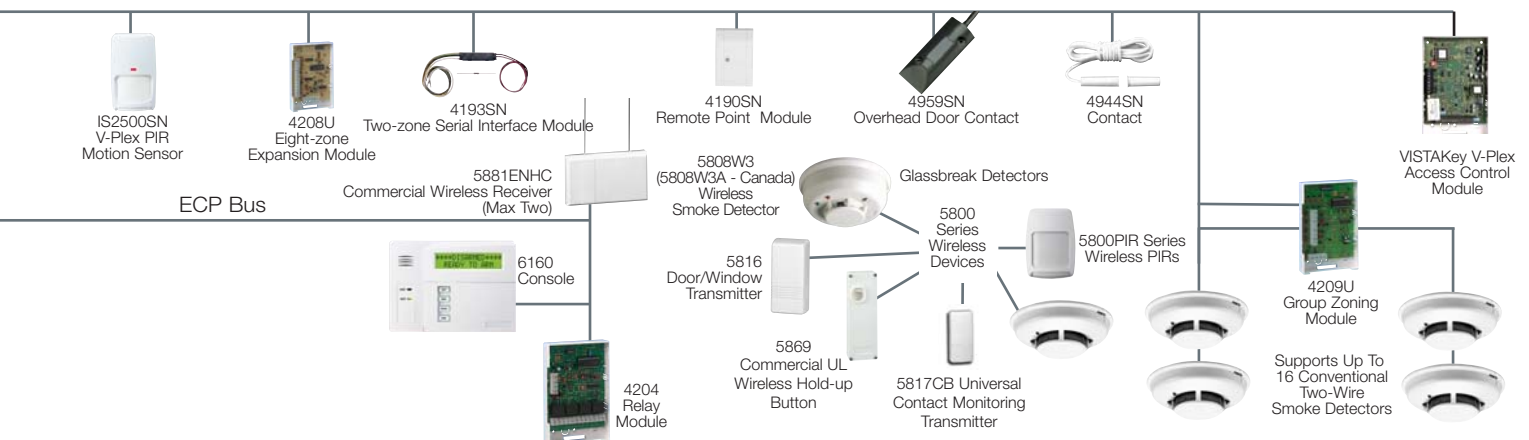 IS2500SN
V-Plex PIR
Motion Sensor
4208U
Eight-zone
Expansion Module
4193SN
Two-zone Serial Interface Module
4190SN
Remote Point Module
4959SN
Overhead Door Contact
4944SN
Contact
VISTAKey V-Plex
Access Control
Module
5881ENHC
Commercial Wireless Receiver
(Max Two)
ECP Bus
5808W3
(5808W3A - Canada)
Wireless
Smoke Detector
Glassbreak Detectors
5800
Series
Wireless
Devices
5800PIR Series
Wireless PIRs
****DISARMED****
READY TO ARM
6160
Console
5816
Door/Window
Transmitter
4209U
Group Zoning
Module
5869
Commercial UL
Wireless Hold-up
Button
5817CB Universal
Contact Monitoring
Transmitter
Supports Up To
16 Conventional
Two-Wire
Smoke Detectors
4204
Relay
Module